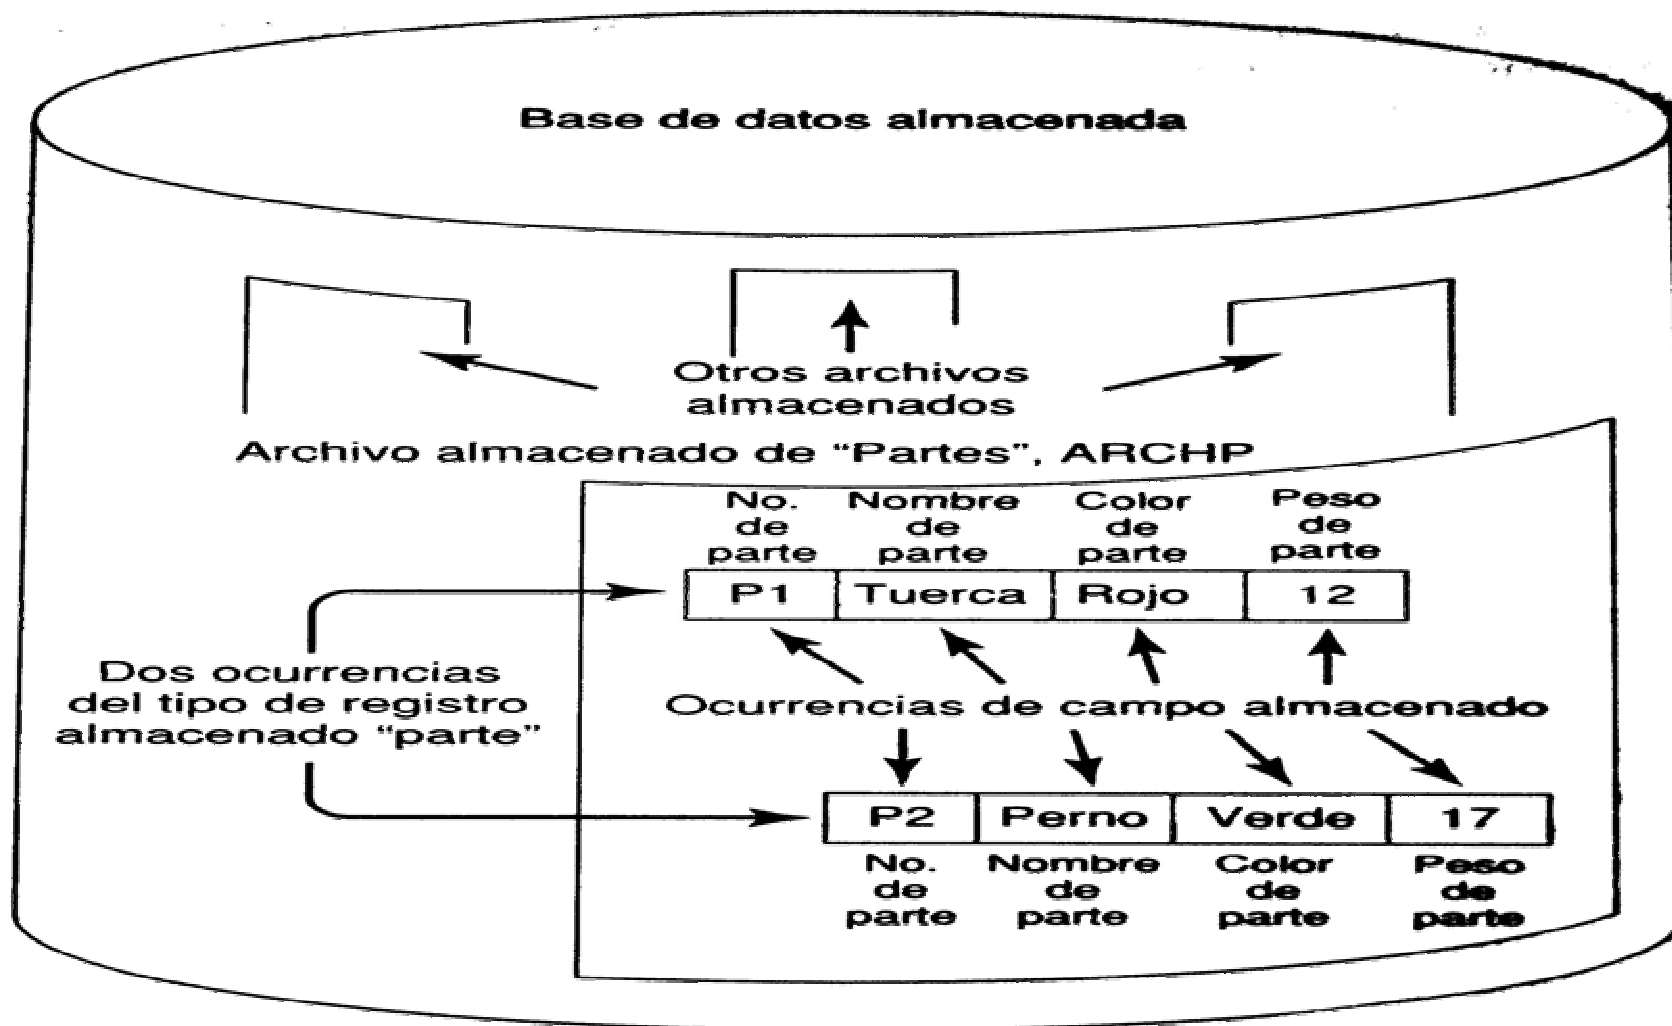 Base de datos almacenada
Otros archivos
almacenados
Archivo almacenado de “Partes”, ARCHP
No. Nombre Color Peso
de de de de
parte parte parte parte
P1 Tuerca Rojo 12
Dos ocurrencias
del tipo de registro
almacenado “parte”
Ocurrencias de campo almacenado
P2 Perno Verde 17
No. Nombre Color Peso
de de de de
parte parte parte parte